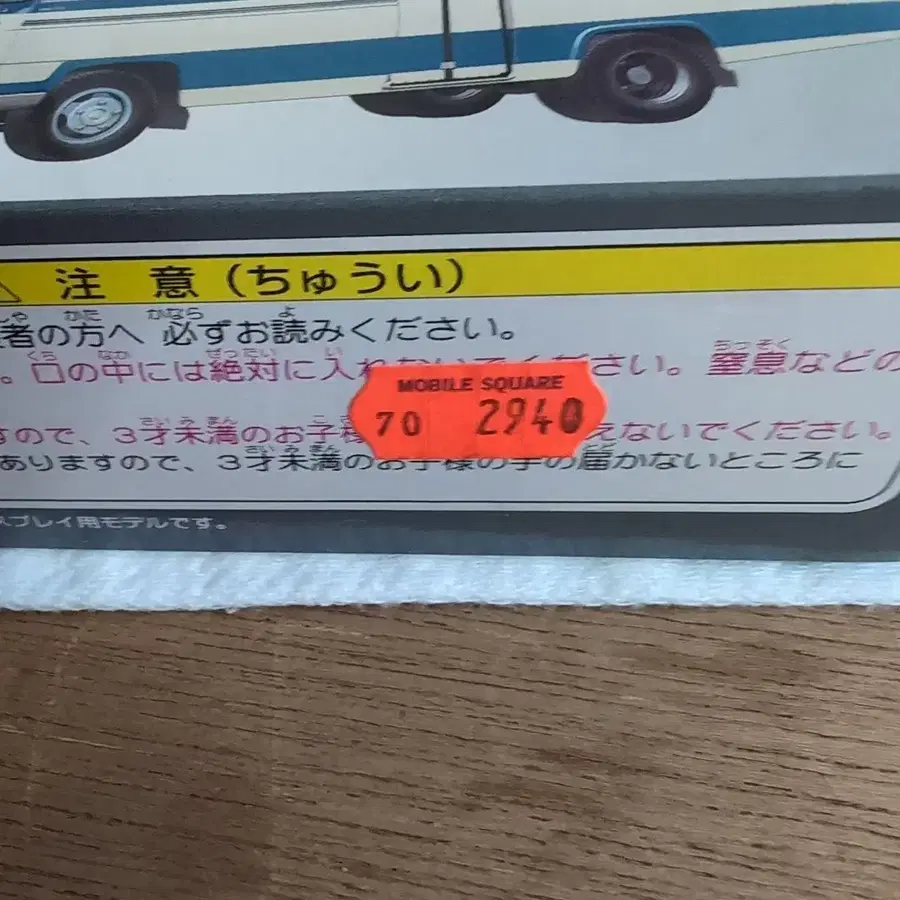 注意(ちゅうい)
者の方へ 必ずお読みください。
。口の中には絶対に入れないでください。窒息などの
MOBILE SQUARE
70 2940
すので、3才未満のお子様 えないでください。
ありますので、3才未満のお子様の手の届かないところに
スプレイ用モデルです。